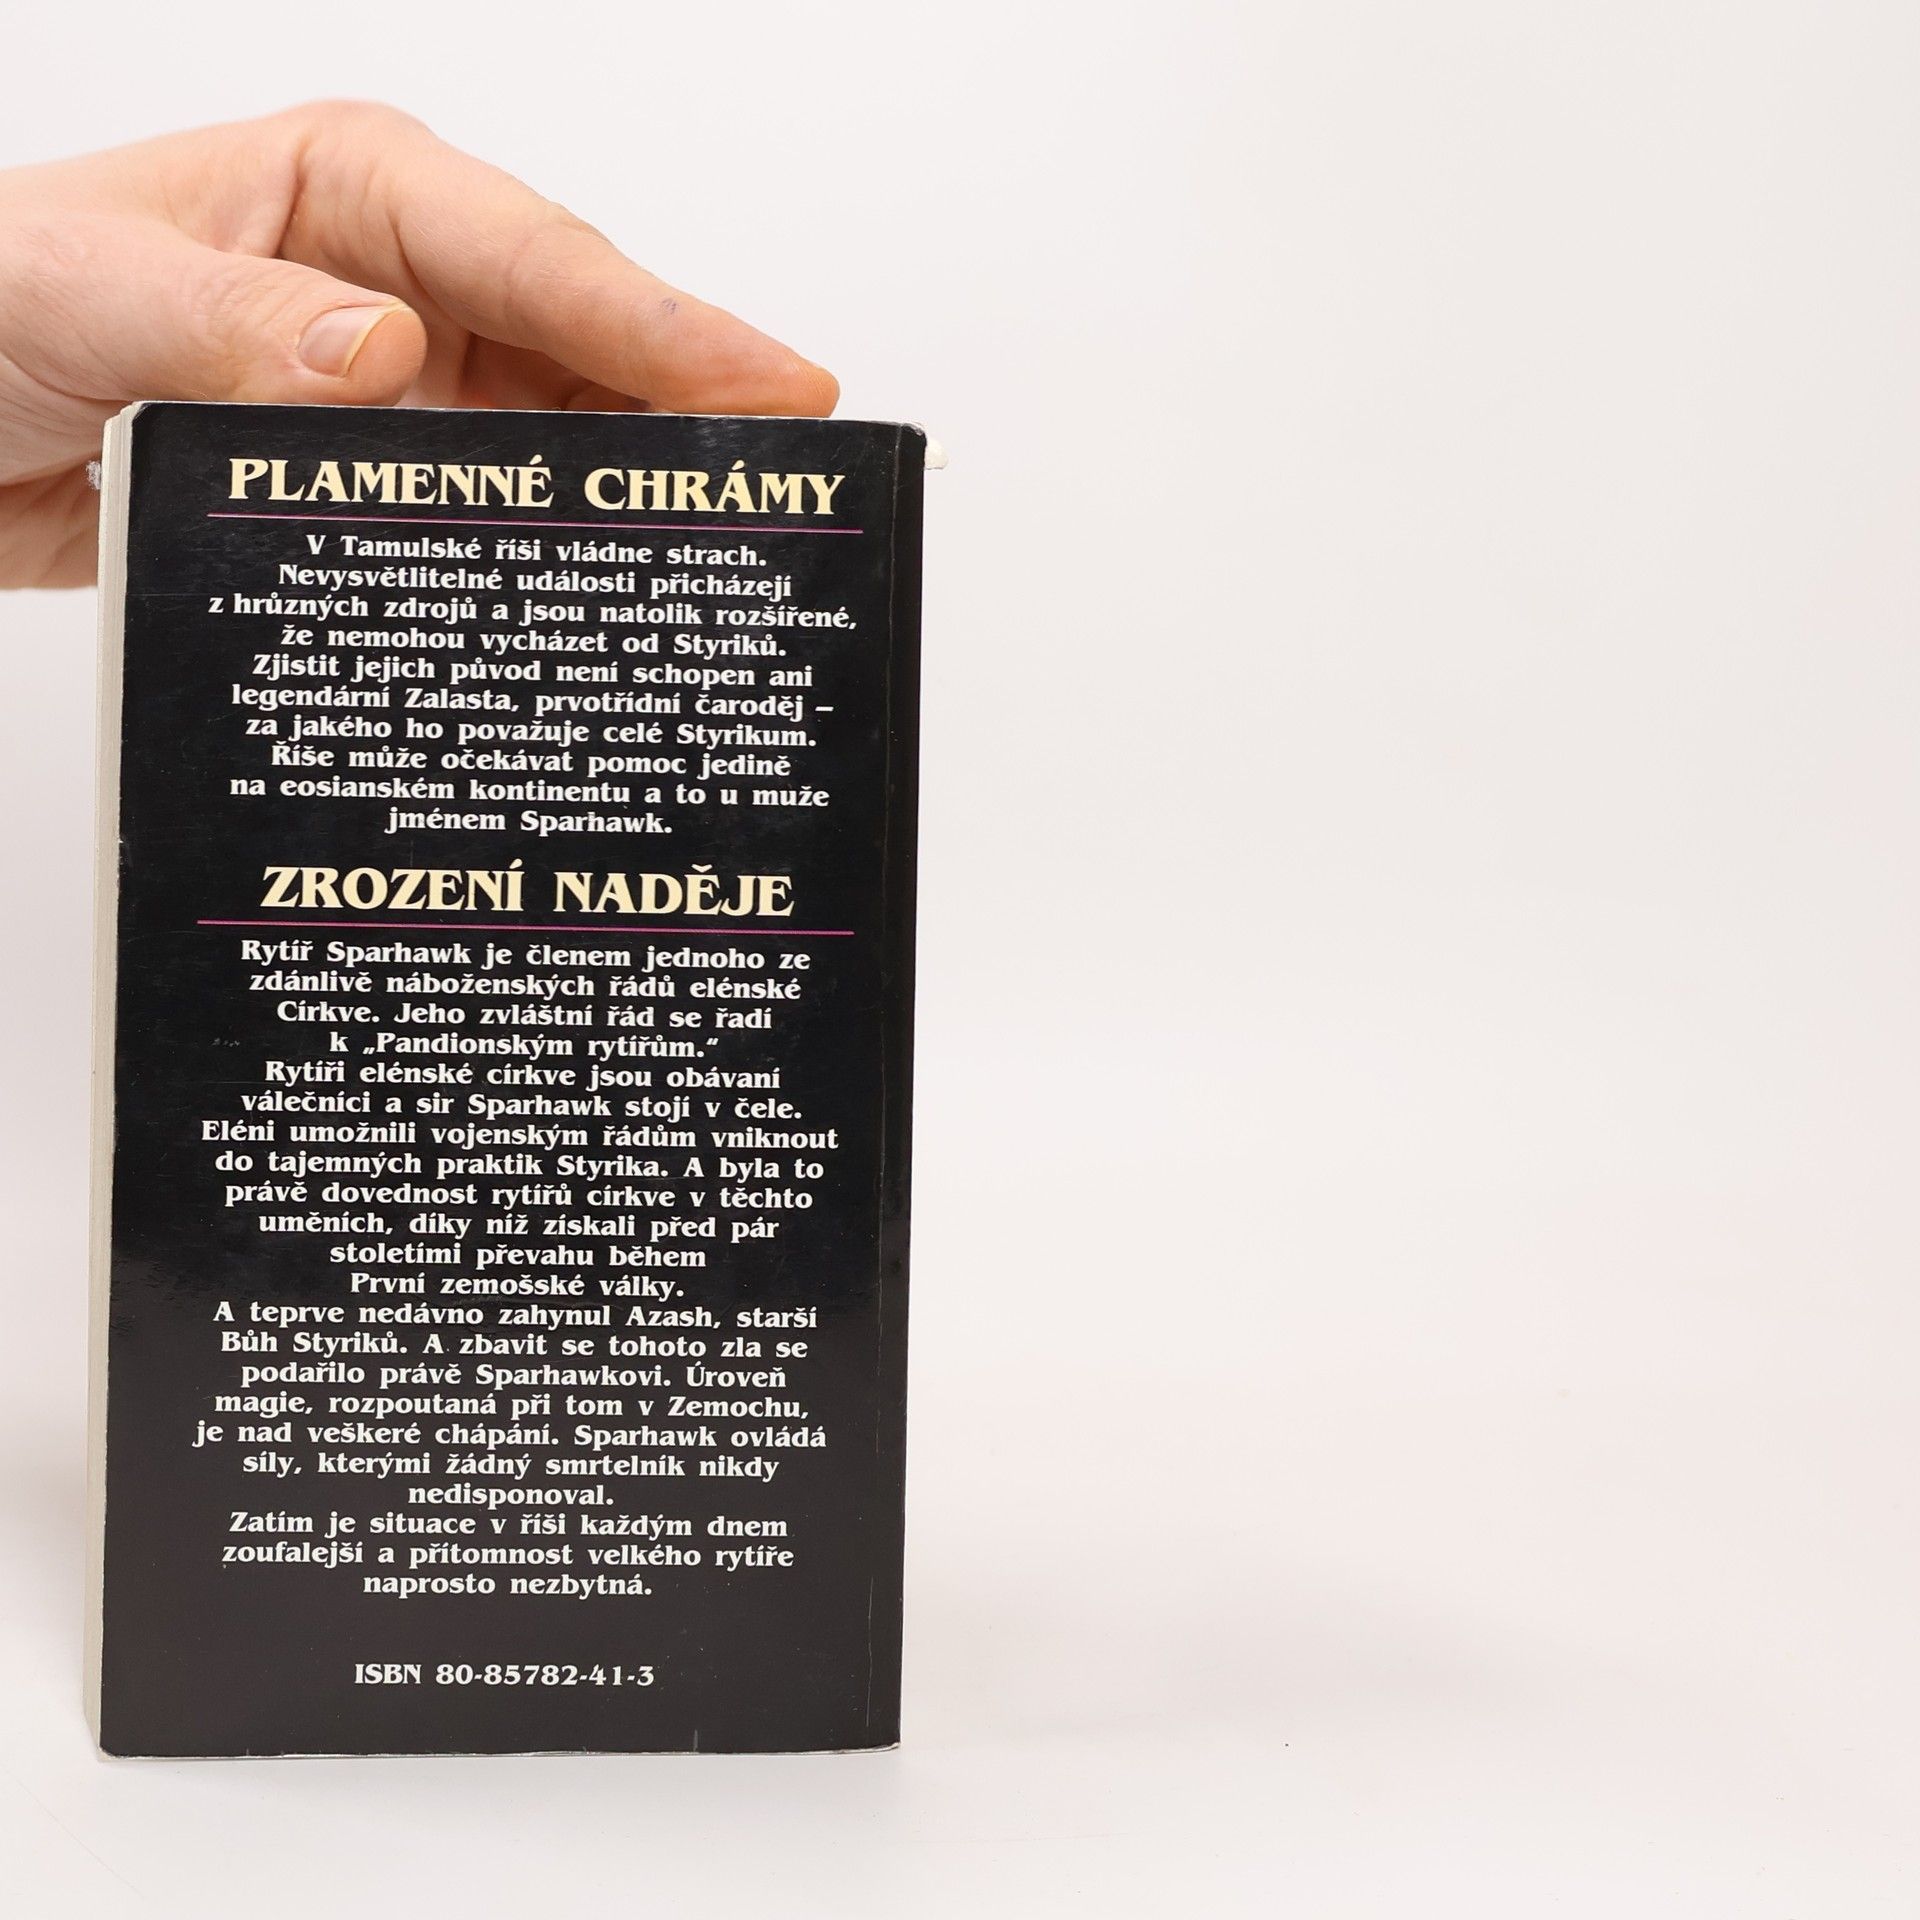 PLAMENNÉ CHRÁMY
V Tamulské říši vládne strach.
Nevysvětlitelné události přicházejí
z hrůzných zdrojů a jsou natolik rozšířené,
že nemohou vycházet od Styriků.
Zjistit jejich původ není schopen ani
legendární Zalasta, prvotřídní čaroděj –
za jakého ho považuje celé Styrikum.
Říše může očekávat pomoc jedině
na eosianském kontinentu a to u muže
jménem Sparhawk.
ZROZENÍ NADĚJE
Rytíř Sparhawk je členem jednoho ze
zdánlivě náboženských řádů elénské
Církve. Jeho zvláštní řád se řadí
k „Pandionským rytířům.“
Rytíři elénské církve jsou obávaní
válečníci a sir Sparhawk stojí v čele.
Eléni umožnili vojenským řádům vniknout
do tajemných praktik Styrika. A byla to
právě dovednost rytířů církve v těchto
uměních, díky níž získali před pár
stoletími převahu během
První zemošské války.
A teprve nedávno zahynul Azash, starší
Bůh Styriků. A zbavit se tohoto zla se
podařilo právě Sparhawkovi. Úroveň
magie, rozpoutaná při tom v Zemochu,
je nad veškeré chápání. Sparhawk ovládá
síly, kterými žádný smrtelník nikdy
nedisponoval.
Zatím je situace v říši každým dnem
zoufalejší a přítomnost velkého rytíře
naprosto nezbytná.
ISBN 80-85782-41-3